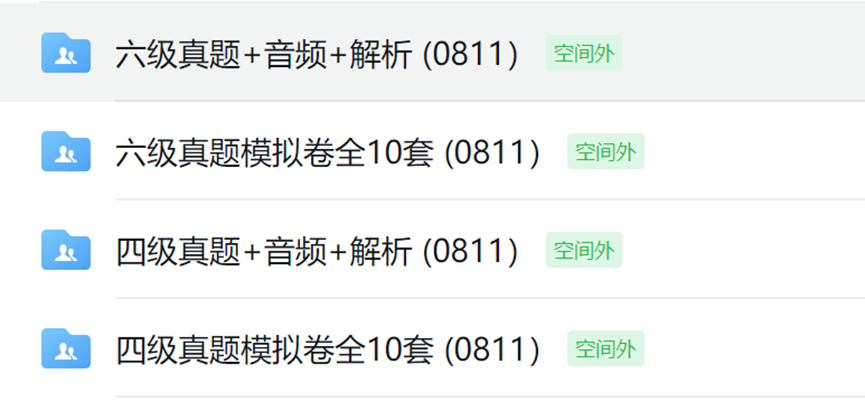 六级真题+音频+解析 (0811) 空间外
六级真题模拟卷全10套 (0811) 空间外
四级真题+音频+解析 (0811) 空间外
四级真题模拟卷全10套 (0811) 空间外